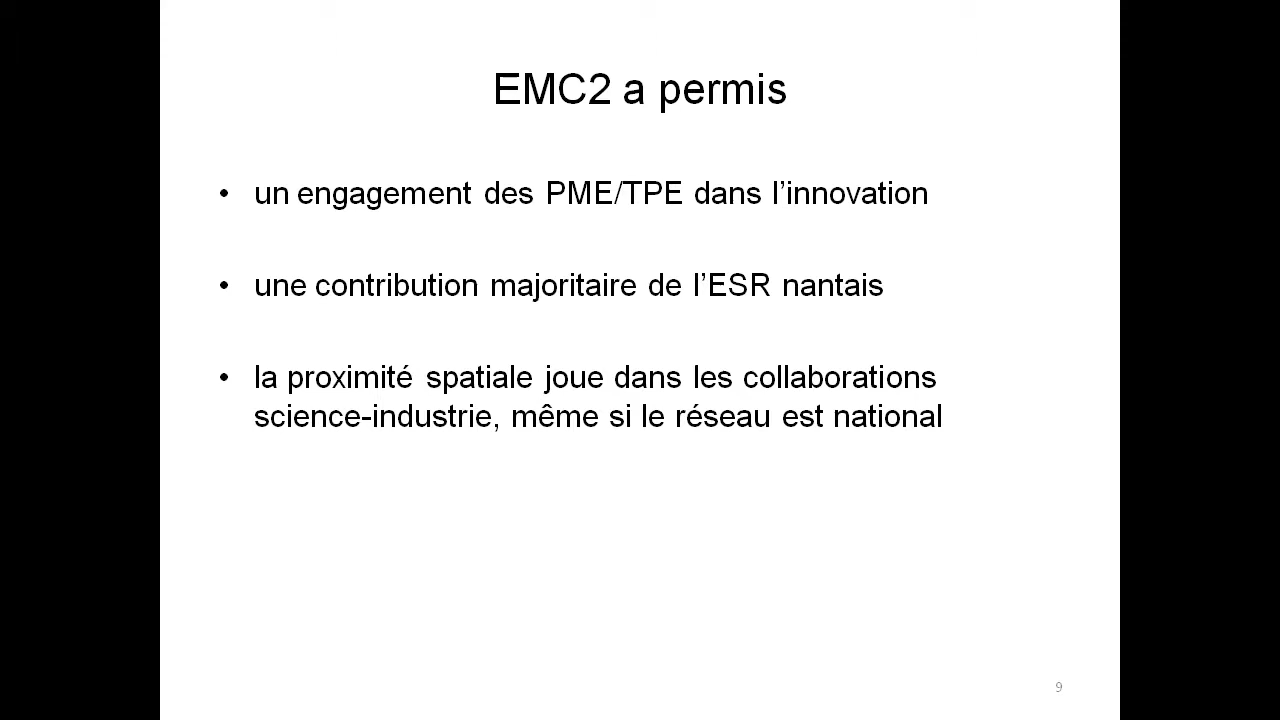 EMC2 a permis
• un engagement des PME/TPE dans l’innovation
• une contribution majoritaire de l’ESR nantais
• la proximité spatiale joue dans les collaborations
science-industrie, même si le réseau est national
9